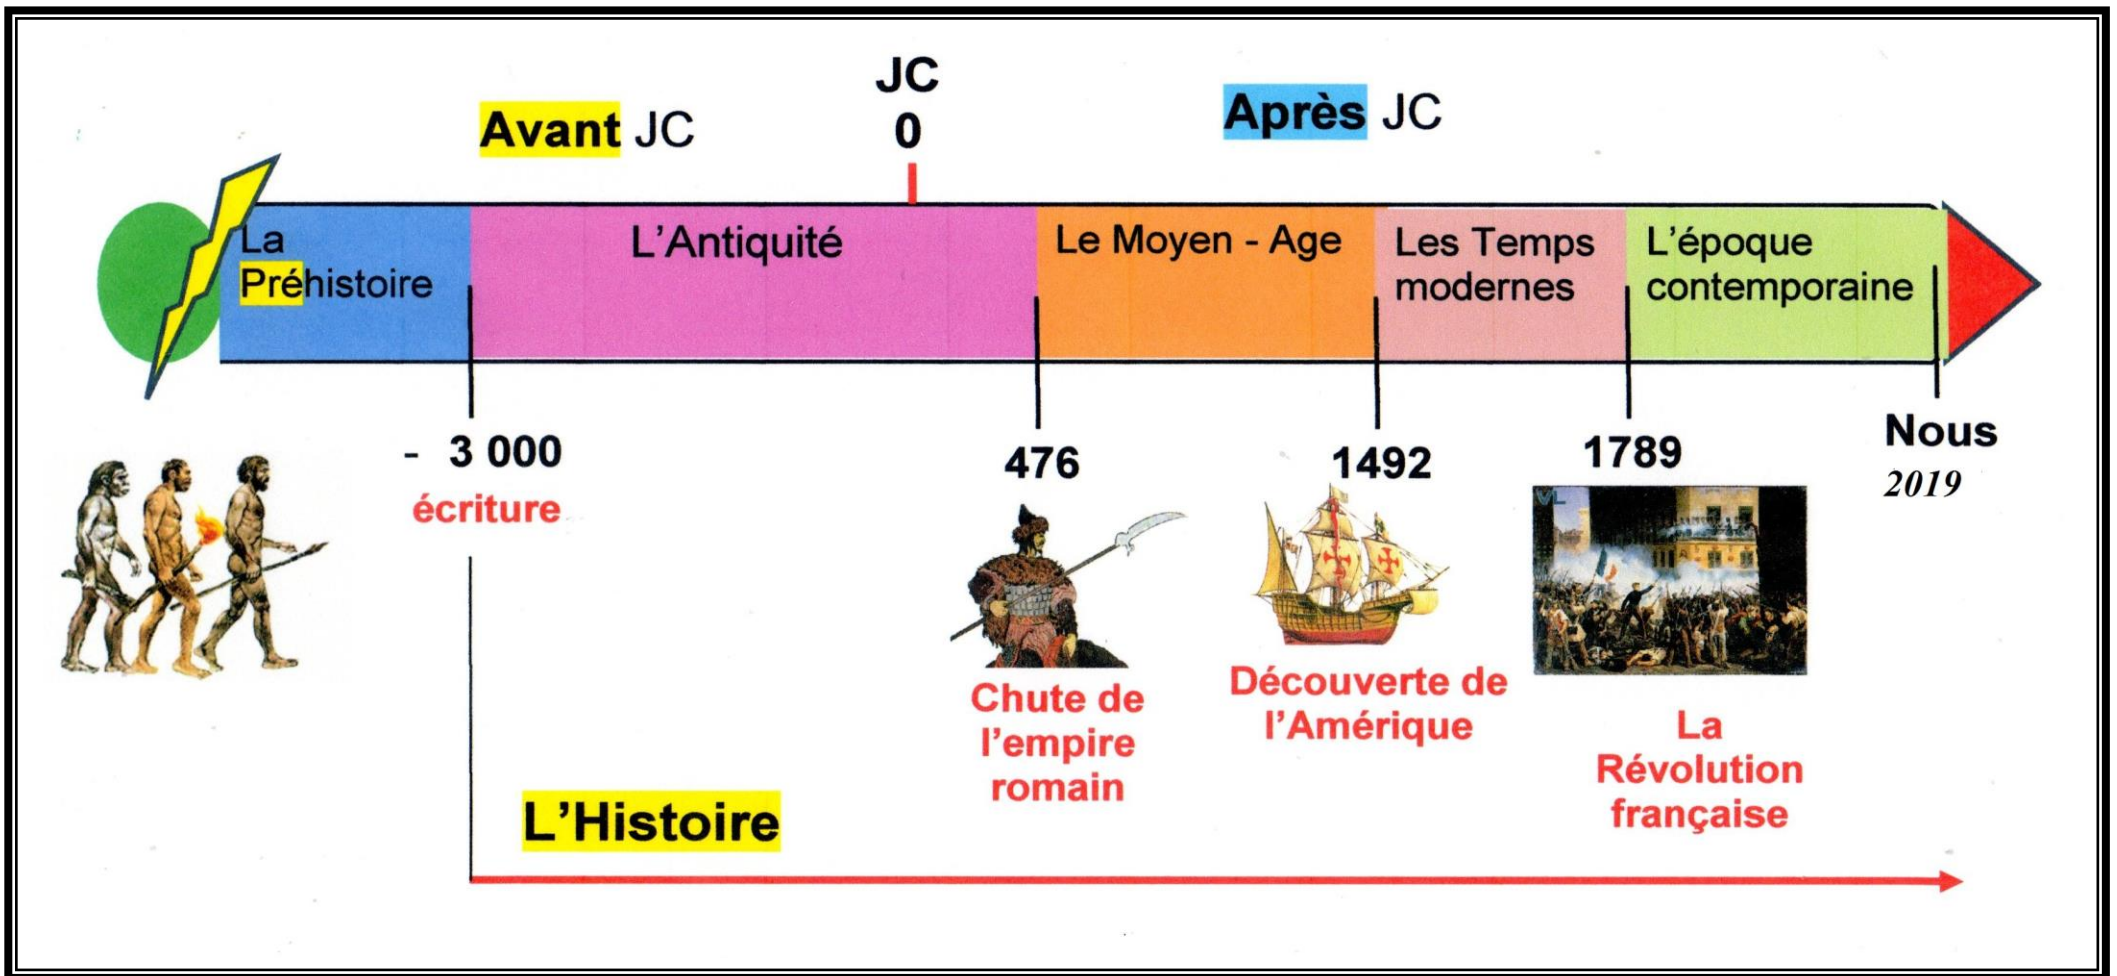 JC
0
Avant JC
Après JC
La
Préhistoire
L'Antiquité
Le Moyen - Age
Les Temps
modernes
L'époque
contemporaine
- 3 000
écriture
476
1492
1789
Nous
2019
VL
Chute de
l'empire
romain
Découverte de
l'Amérique
La
Révolution
française
L'Histoire